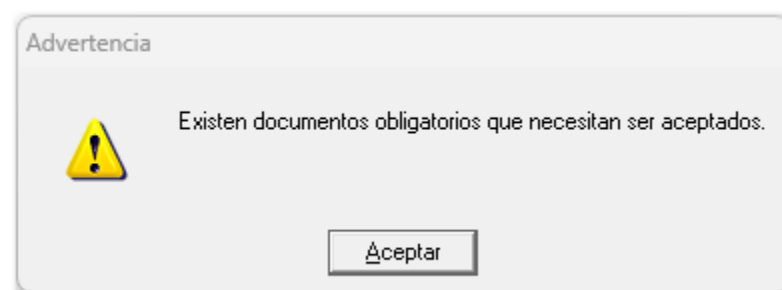 Advertencia
Existen documentos obligatorios que necesitan ser aceptados.
Aceptar